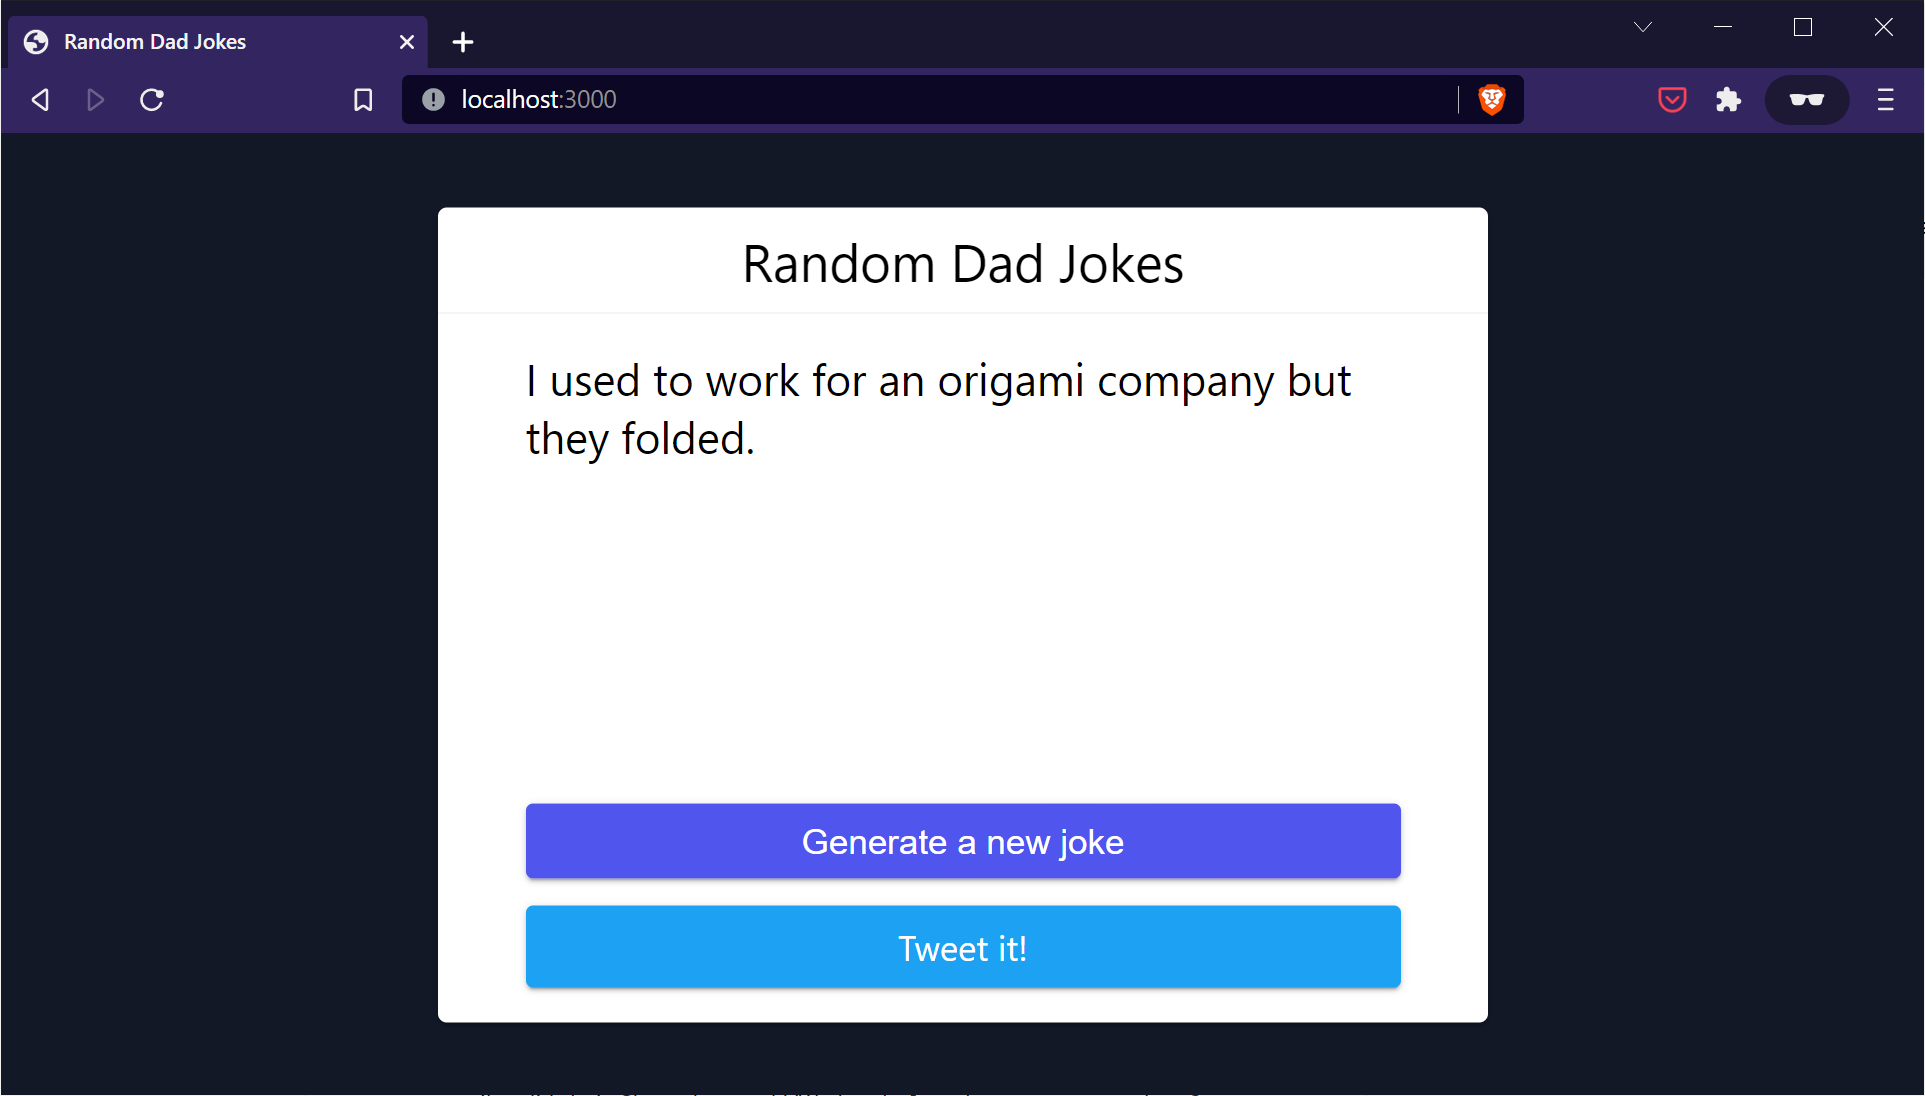 Random Dad Jokes
localhost:3000
Random Dad Jokes
I used to work for an origami company but
they folded.
Generate a new joke
Tweet it!